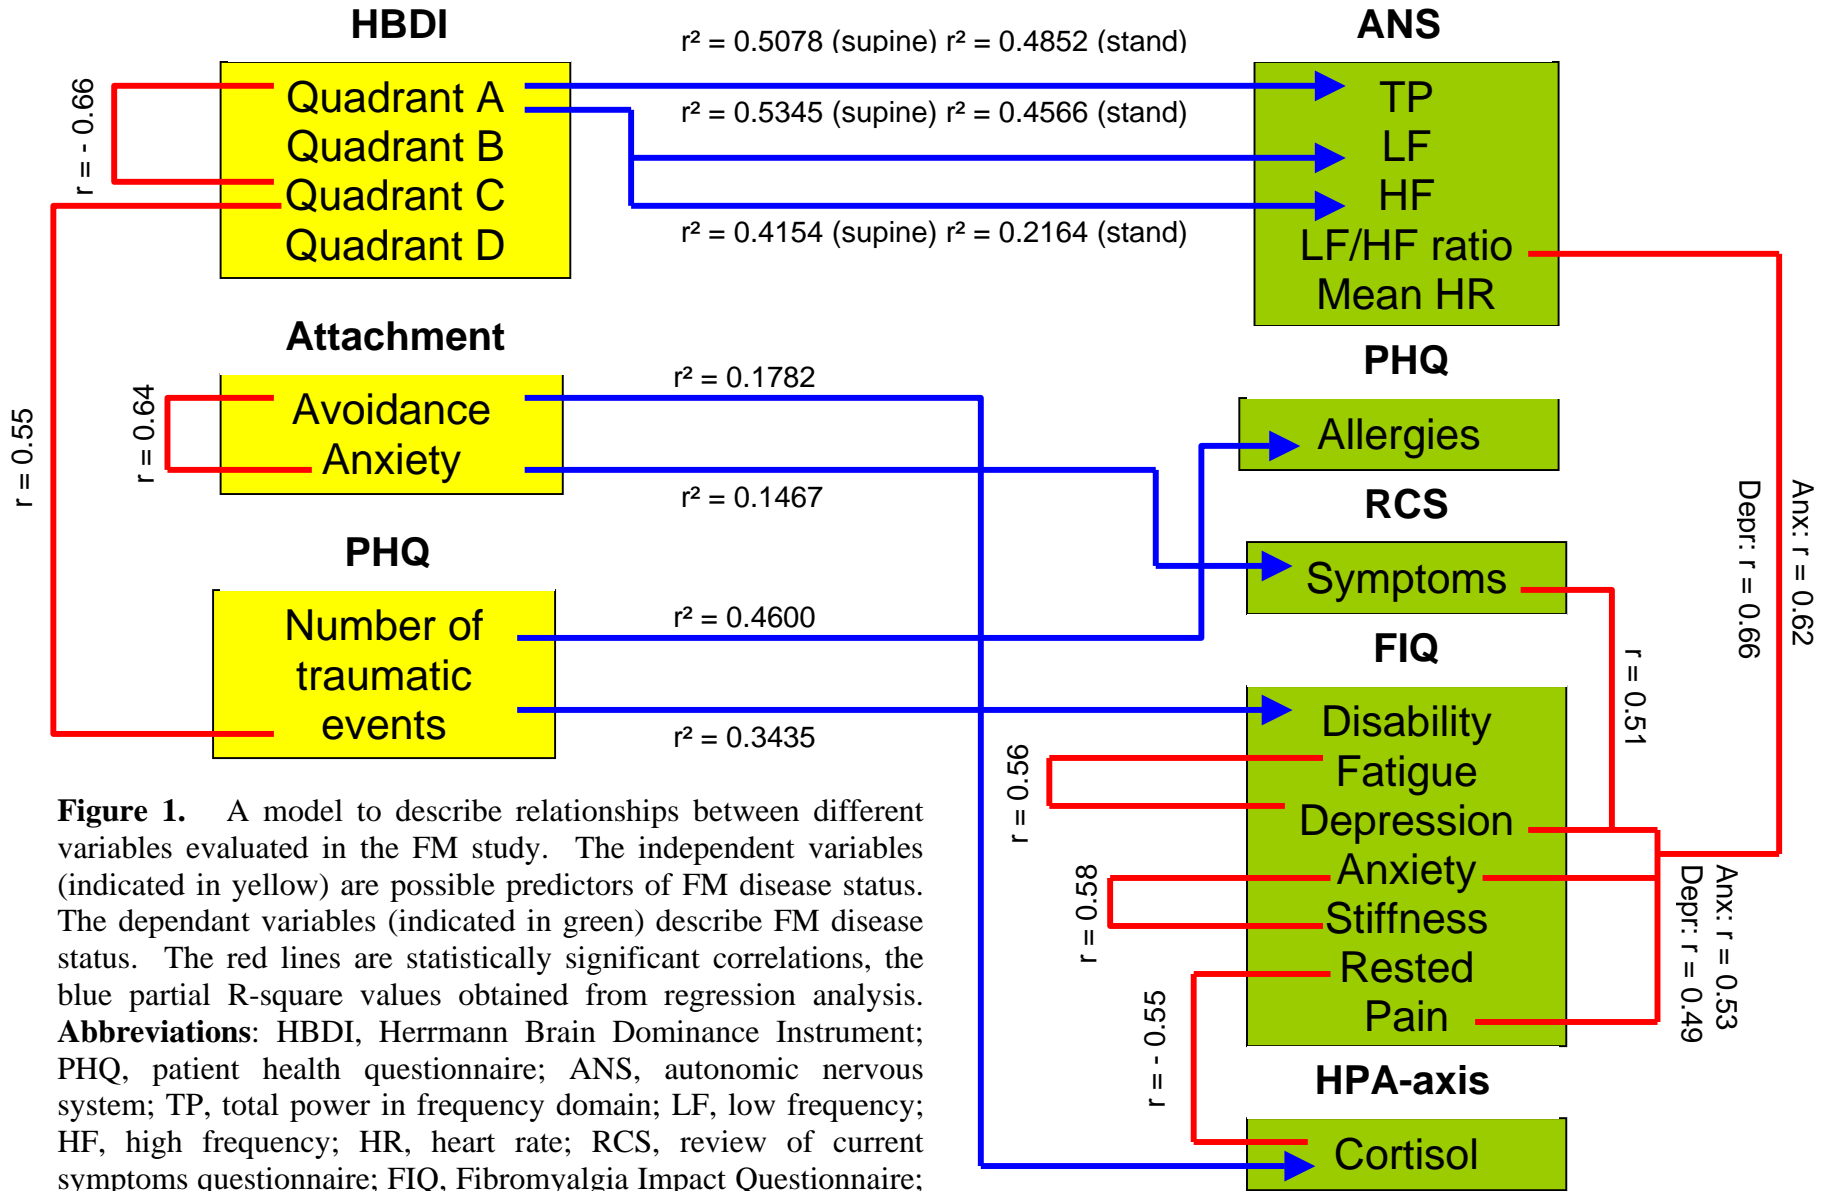 HBDI
ANS
r² = 0.5078 (supine) r² = 0.4852 (stand)
r = - 0.66
Quadrant A
Quadrant B
Quadrant C
Quadrant D
r² = 0.5345 (supine) r² = 0.4566 (stand)
r² = 0.4154 (supine) r² = 0.2164 (stand)
TP
LF
HF
LF/HF ratio
Mean HR
Attachment
r = 0.55
r = 0.64
Avoidance
Anxiety
r² = 0.1782
r² = 0.1467
PHQ
Allergies
RCS
Symptoms
Anx: r = 0.62
Depr: r = 0.66
PHQ
Number of
traumatic
events
r² = 0.4600
r² = 0.3435
FIQ
r = 0.51
Disability
Fatigue
Depression
Anxiety
Stiffness
Rested
Pain
r = 0.56
r = 0.58
r = - 0.55
Anx: r = 0.53
Depr: r = 0.49
HPA-axis
Cortisol
Figure 1. A model to describe relationships between different
variables evaluated in the FM study. The independent variables
(indicated in yellow) are possible predictors of FM disease status.
The dependant variables (indicated in green) describe FM disease
status. The red lines are statistically significant correlations, the
blue partial R-square values obtained from regression analysis.
Abbreviations: HBDI, Herrmann Brain Dominance Instrument;
PHQ, patient health questionnaire; ANS, autonomic nervous
system; TP, total power in frequency domain; LF, low frequency;
HF, high frequency; HR, heart rate; RCS, review of current
symptoms questionnaire; FIQ, Fibromyalgia Impact Questionnaire;